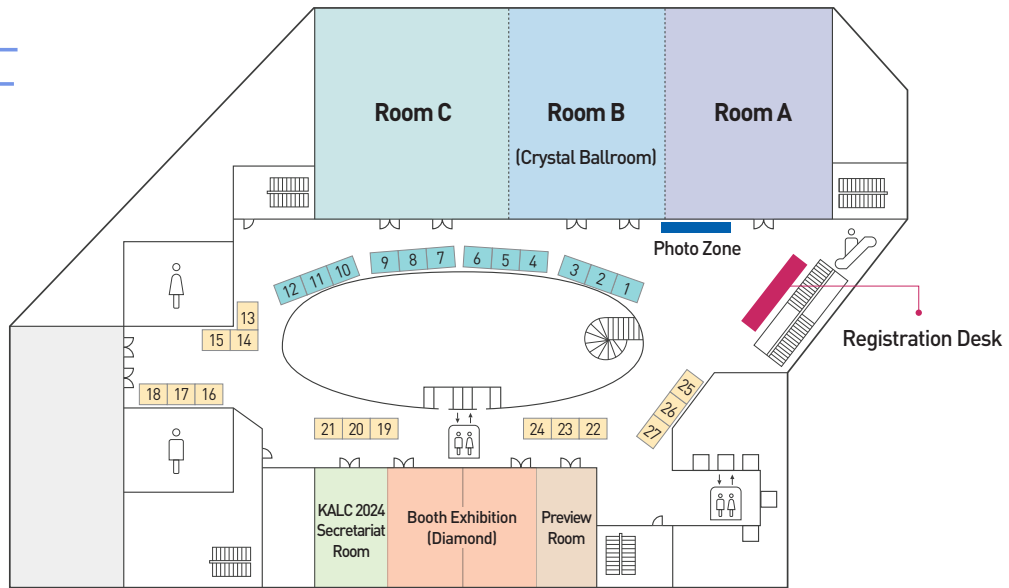 Room C
Room B
(Crystal Ballroom)
Room A
Photo Zone
Registration Desk
12 11 10
9 8 7
6 5 4
3 2 1
13
15 14
18 17 16
25
26
27
21 20 19
24 23 22
KALC 2024
Secretariat
Room
Booth Exhibition
(Diamond)
Preview
Room